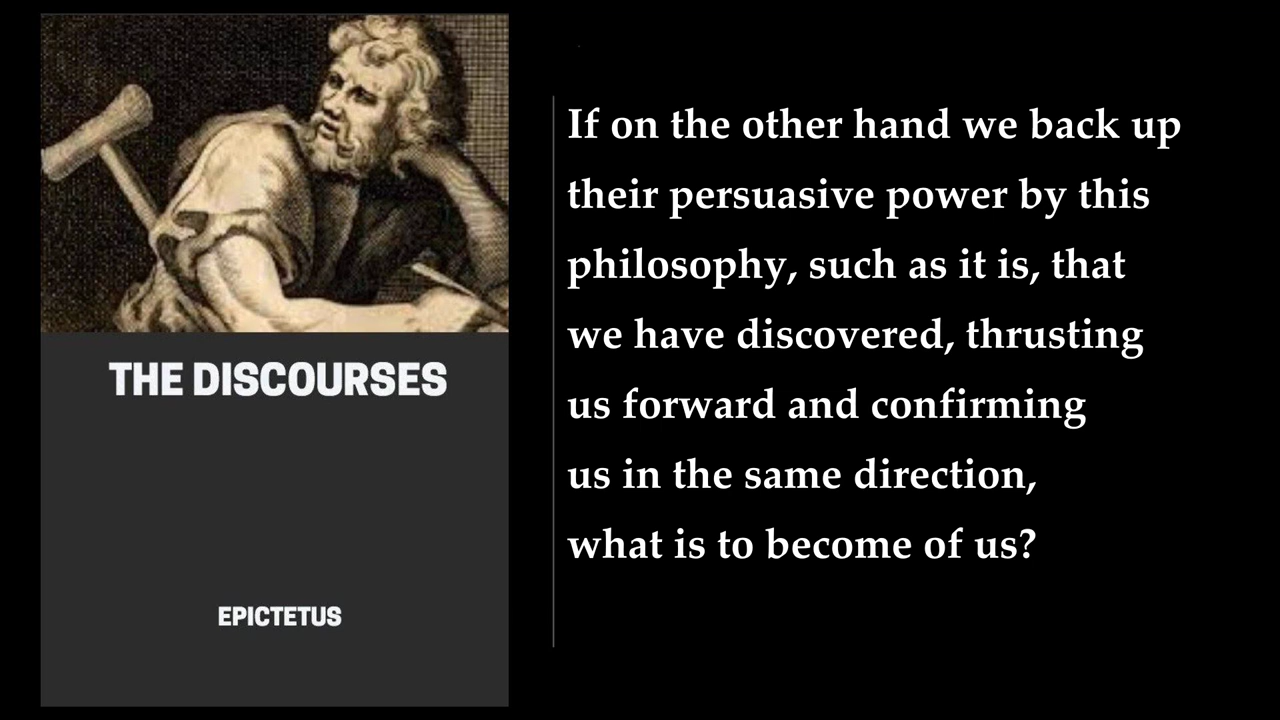 THE DISCOURSES
EPICTETUS
If on the other hand we back up
their persuasive power by this
philosophy, such as it is, that
we have discovered, thrusting
us forward and confirming
us in the same direction,
what is to become of us?